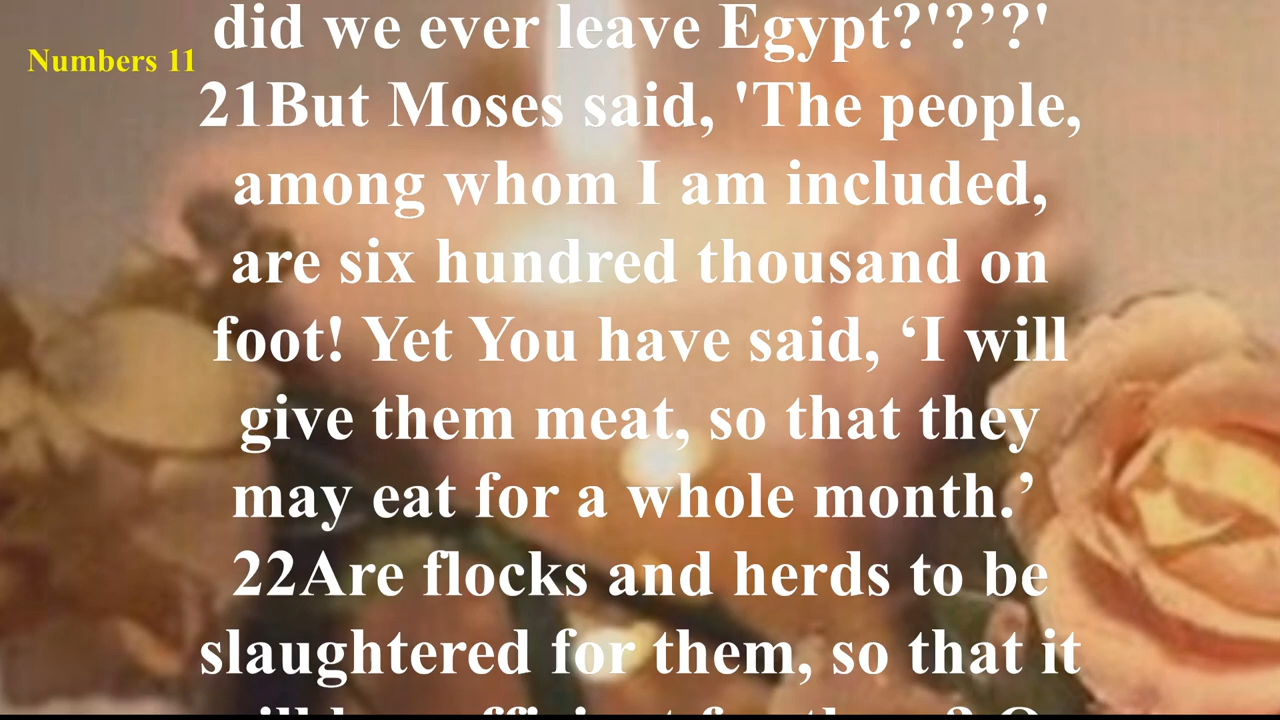 did we ever leave Egypt?'?’?'
Numbers 11
21But Moses said, 'The people,
among whom I am included,
are six hundred thousand on
foot! Yet You have said, ‘I will
give them meat, so that they
may eat for a whole month.’
22Are flocks and herds to be
slaughtered for them, so that it